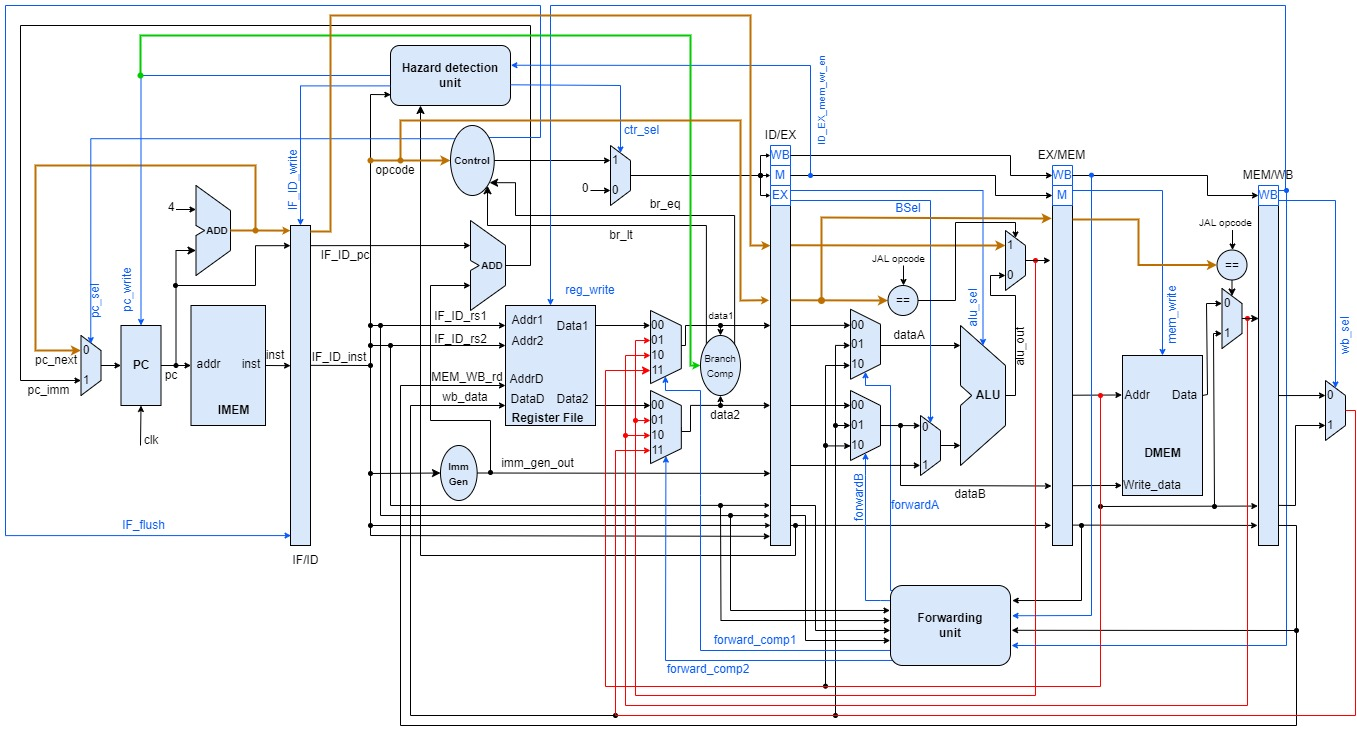 ID_EX_mem_wr_en
Hazard detection
unit
ctr_sel
ID/EX
EX/MEM
MEM/WB
IF_ID_write
opcode
Control
1
0
0
WB
M
EX
WB
M
WB
4
ADD
br_eq
br_lt
BSel
JAL opcode
==
1
0
JAL opcode
==
0
1
IF_ID_pc
ADD
pc_sel
pc_write
reg_write
alu_sel
alu_out
mem_write
wb_sel
pc_next
0
1
pc_imm
PC
pc
clk
addr
inst
IMEM
inst
IF_ID_inst
IF_ID_rs1
IF_ID_rs2
MEM_WB_rd
wb_data
Addr1
Addr2
AddrD
DataD
Data1
Data2
Register File
00
01
10
11
00
01
10
11
data1
Branch
Comp
data2
00
01
10
00
01
10
dataA
0
1
ALU
dataB
Addr
Data
DMEM
Write_data
0
1
Imm
Gen
imm_gen_out
forwardB
forwardA
IF_flush
IF/ID
Forwarding
unit
forward_comp1
forward_comp2